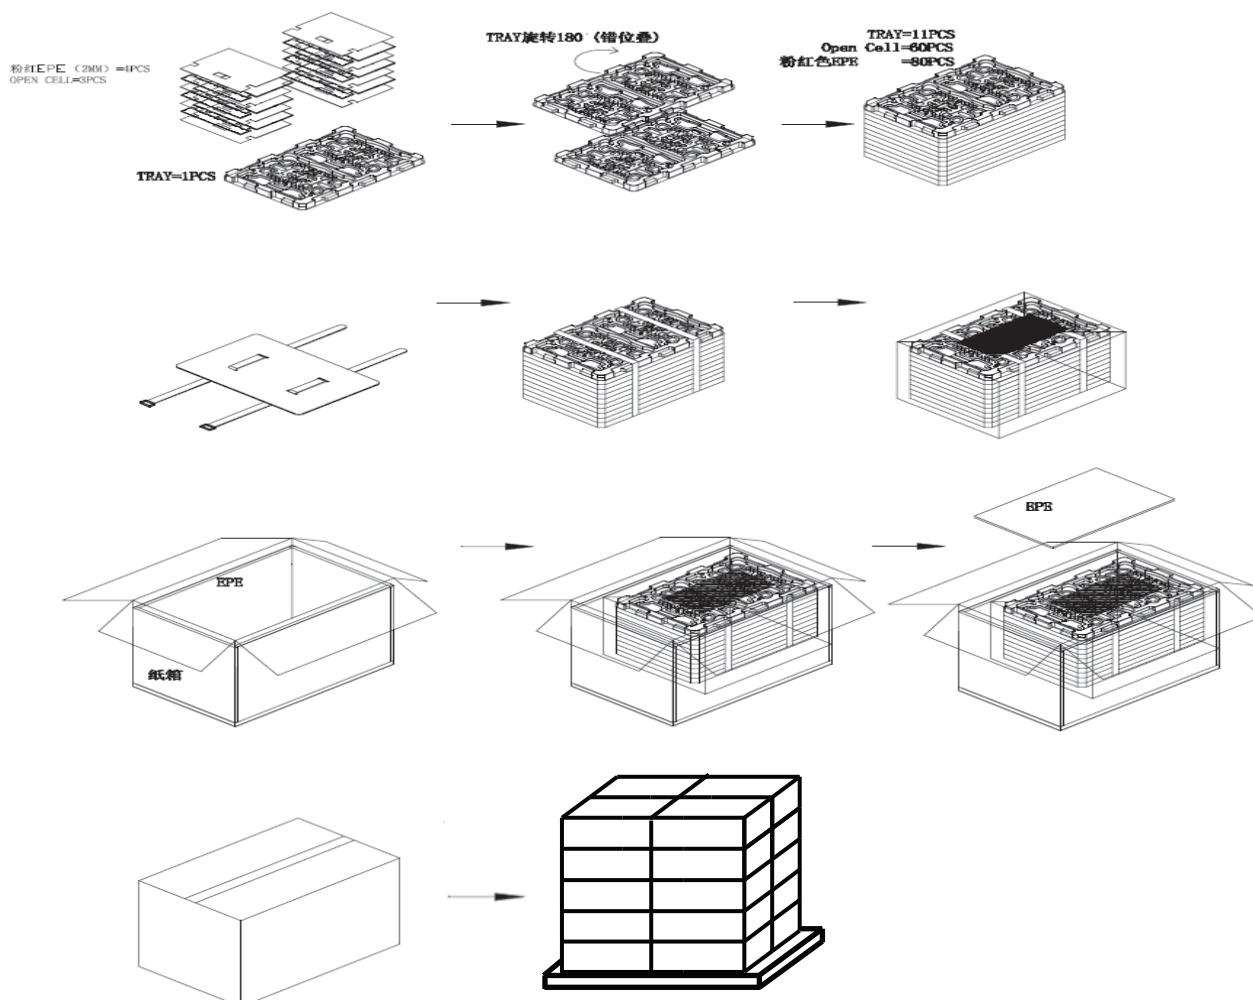 粉红EPE（2MM）=4PCS
OPEN CELL=3PCS
TRAY=1PCS
TRAY旋转180（错位叠）
TRAY=11PCS
Open Cell=60PCS
粉红色EPE =80PCS
EPE
纸箱
EPE